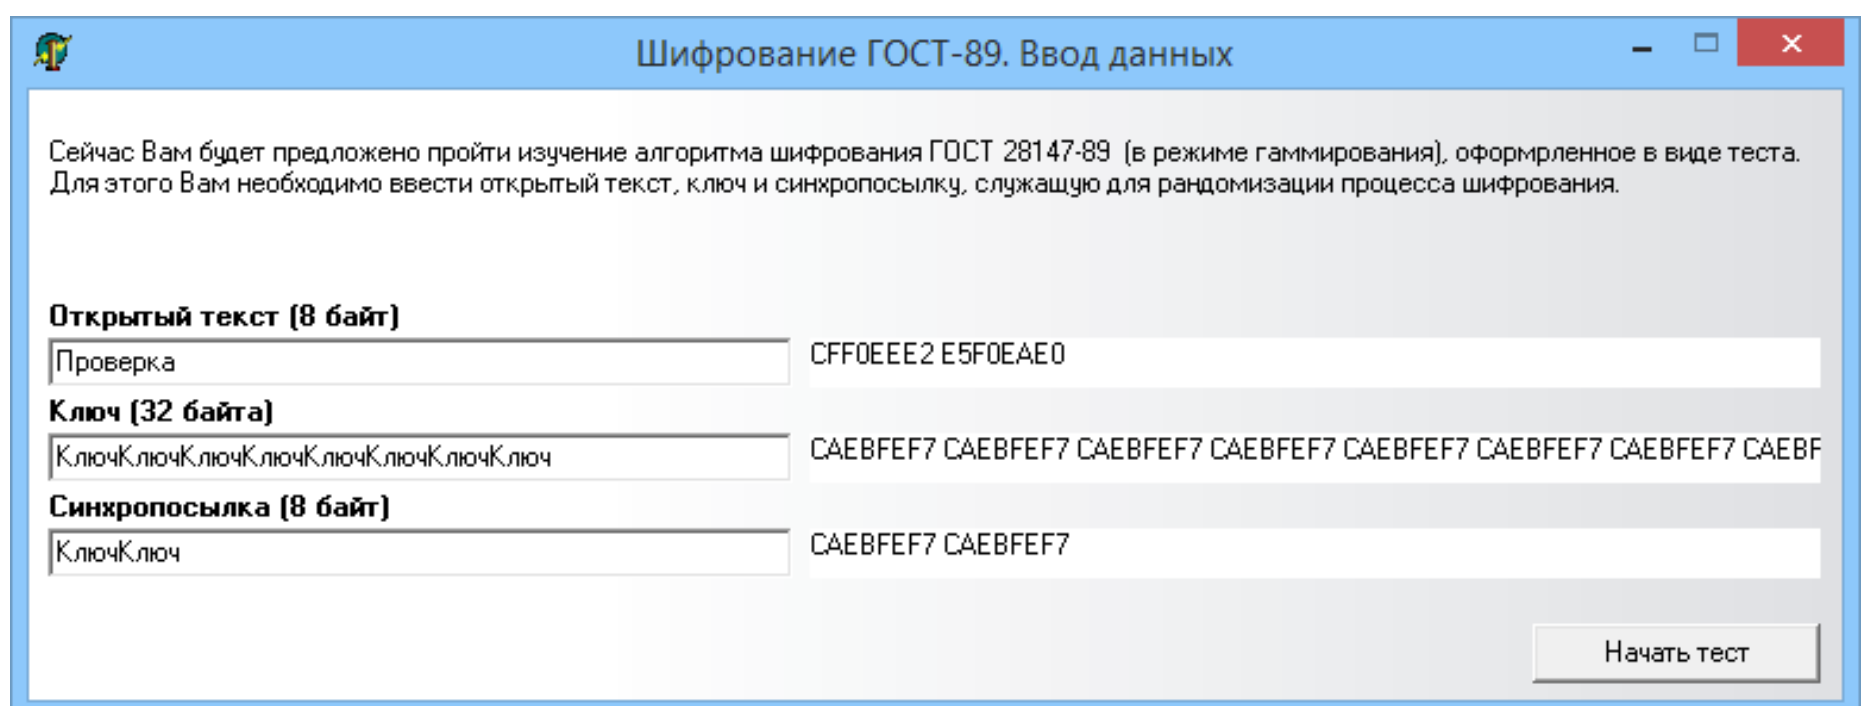 Шифрование ГОСТ-89. Ввод данных
Сейчас Вам будет предложено пройти изучение алгоритма шифрования ГОСТ 28147-89 (в режиме гаммирования), оформрленное в виде теста.
Для этого Вам необходимо ввести открытый текст, ключ и синхропосылку, служащую для рандомизации процесса шифрования.
Открытый текст (8 байт)
Проверка CFF0EEE2 E5F0EAE0
Ключ (32 байта)
КлючКлючКлючКлючКлючКлючКлючКлюч CAEBFEF7 CAEBFEF7 CAEBFEF7 CAEBFEF7 CAEBFEF7 CAEBFEF7 CAEBFEF7 CAEBF
Синхропосылка (8 байт)
КлючКлюч CAEBFEF7 CAEBFEF7
Начать тест